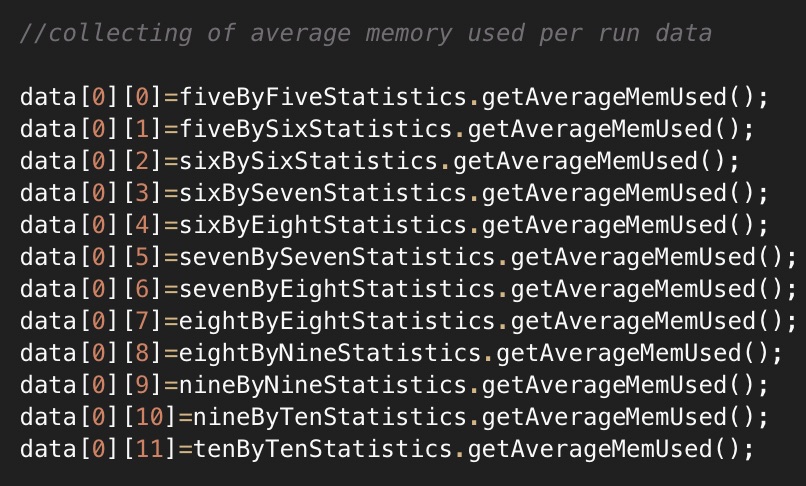 //collecting of average memory used per run data
data[0][0]=fiveByFiveStatistics.getAverageMemUsed();
data[0][1]=fiveBySixStatistics.getAverageMemUsed();
data[0][2]=sixBySixStatistics.getAverageMemUsed();
data[0][3]=sixBySevenStatistics.getAverageMemUsed();
data[0][4]=sixByEightStatistics.getAverageMemUsed();
data[0][5]=sevenBySevenStatistics.getAverageMemUsed();
data[0][6]=sevenByEightStatistics.getAverageMemUsed();
data[0][7]=eightByEightStatistics.getAverageMemUsed();
data[0][8]=eightByNineStatistics.getAverageMemUsed();
data[0][9]=nineByNineStatistics.getAverageMemUsed();
data[0][10]=nineByTenStatistics.getAverageMemUsed();
data[0][11]=tenByTenStatistics.getAverageMemUsed();